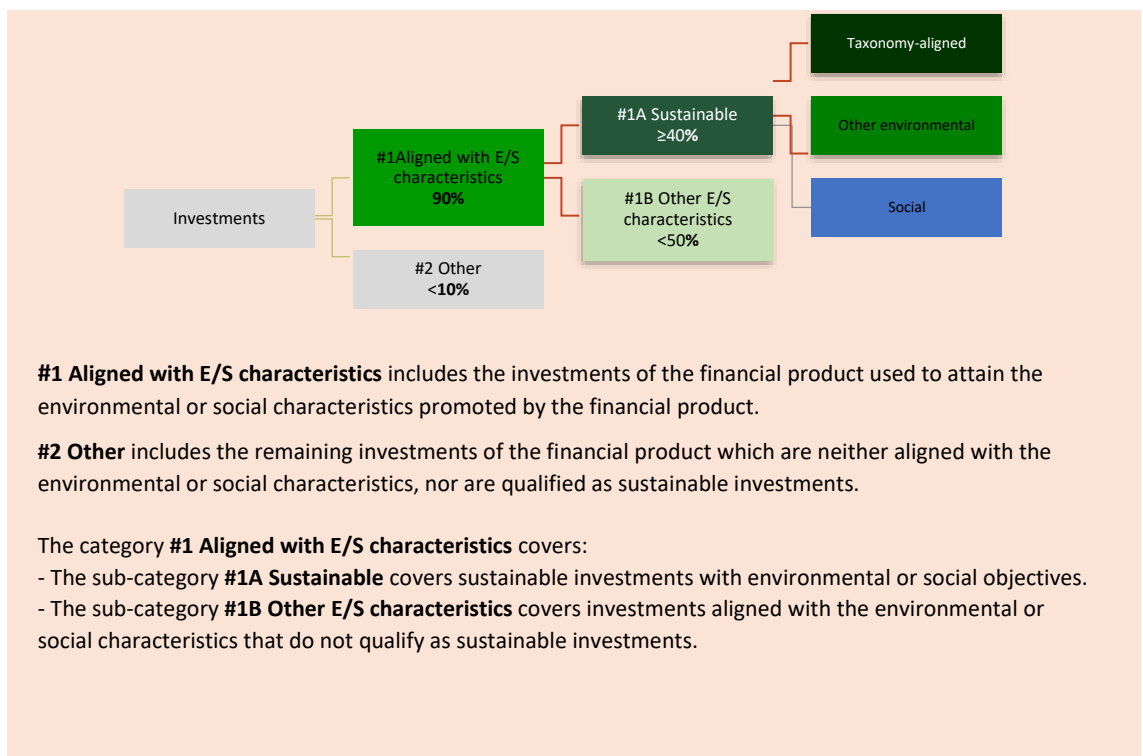 Taxonomy-aligned
#1A Sustainable
≥40%
Other environmental
#1Aligned with E/S
characteristics
90%
#1B Other E/S
characteristics
<50%
Social
Investments
#2 Other
<10%
#1 Aligned with E/S characteristics includes the investments of the financial product used to attain the
environmental or social characteristics promoted by the financial product.
#2 Other includes the remaining investments of the financial product which are neither aligned with the
environmental or social characteristics, nor are qualified as sustainable investments.
The category #1 Aligned with E/S characteristics covers:
- The sub-category #1A Sustainable covers sustainable investments with environmental or social objectives.
- The sub-category #1B Other E/S characteristics covers investments aligned with the environmental or
social characteristics that do not qualify as sustainable investments.